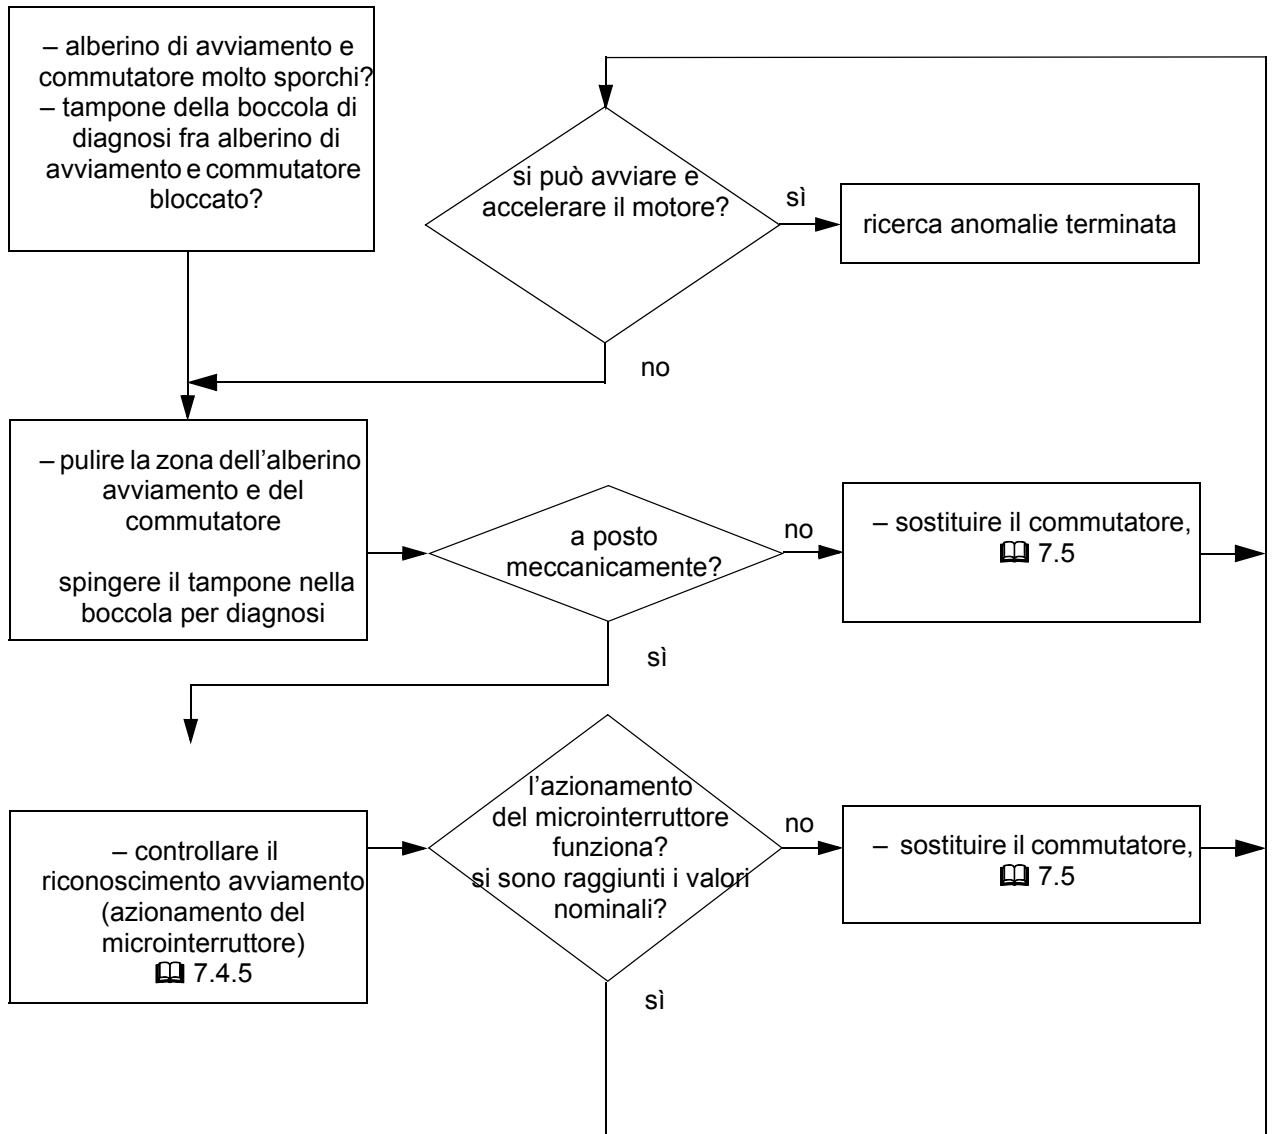 – alberino di avviamento e
commutatore molto sporchi?
– tampone della boccola di
diagnosi fra alberino di
avviamento e commutatore
bloccato?
si può avviare e
accelerare il motore?
sì
ricerca anomalie terminata
no
– pulire la zona dell’alberino
avviamento e del
commutatore
spingere il tampone nella
boccola per diagnosi
a posto
meccanicamente?
no
– sostituire il commutatore,
📖 7.5
sì
– controllare il
riconoscimento avviamento
(azionamento del
microinterruttore)
📖 7.4.5
l’azionamento
del microinterruttore
funziona?
si sono raggiunti i valori
nominali?
no
– sostituire il commutatore,
📖 7.5
sì